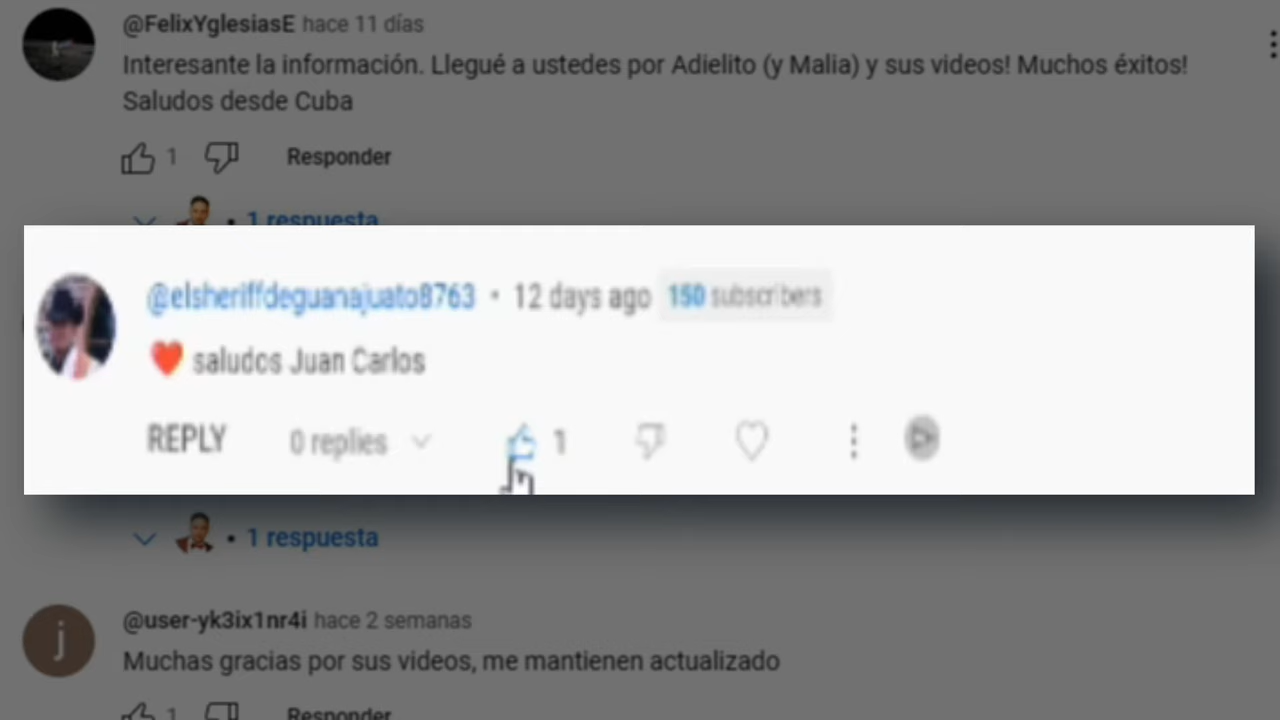 @FelixYglesiasE hace 11 días
Interesante la información. Llegué a ustedes por Adielito (y Malia) y sus videos! Muchos éxitos!
Saludos desde Cuba
1 Responder
• 1 respuesta
@elsheriffdeguanajuato8763 • 12 days ago 150 subscribers
❤️ saludos Juan Carlos
REPLY 0 replies 1
• 1 respuesta
j
@user-yk3ix1nr4i hace 2 semanas
Muchas gracias por sus videos, me mantienen actualizado
1 Responder